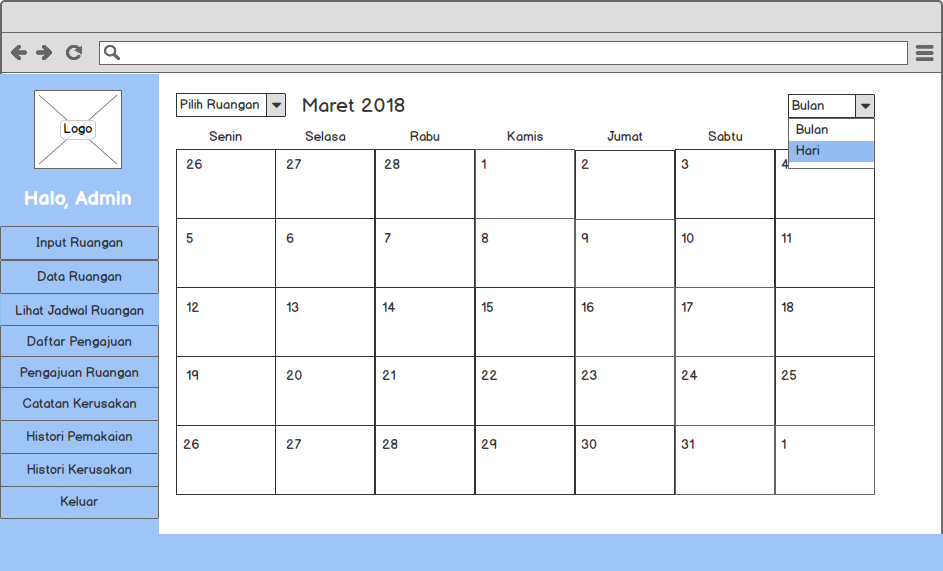 Logo
Halo, Admin
Input Ruangan
Data Ruangan
Lihat Jadwal Ruangan
Daftar Pengajuan
Pengajuan Ruangan
Catatan Kerusakan
Histori Pemakaian
Histori Kerusakan
Keluar
Pilih Ruangan Maret 2018 Bulan
Bulan
Hari
Senin Selasa Rabu Kamis Jumat Sabtu
26 27 28 1 2 3 4
5 6 7 8 9 10 11
12 13 14 15 16 17 18
19 20 21 22 23 24 25
26 27 28 29 30 31 1